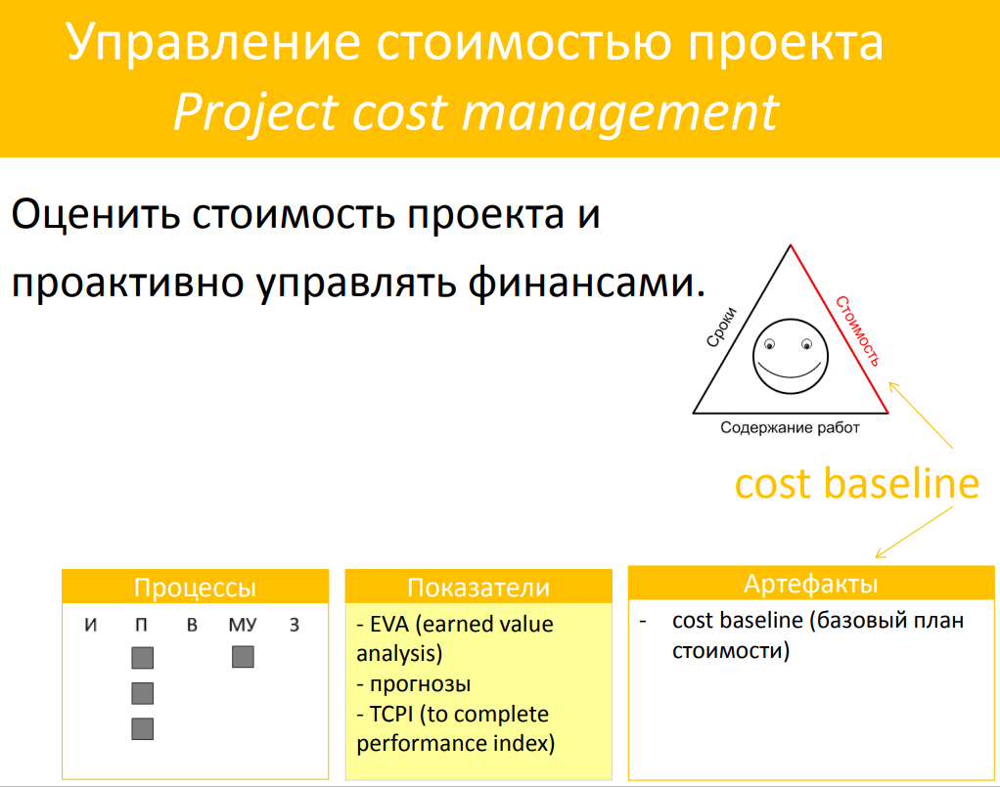 Управление стоимостью проекта
Project cost management
Оценить стоимость проекта и
проактивно управлять финансами.
Сроки
Стоимость
Содержание работ
cost baseline
Процессы
И П В МУ З
Показатели
- EVA (earned value
analysis)
- прогнозы
- TCPI (to complete
performance index)
Артефакты
- cost baseline (базовый план
стоимости)